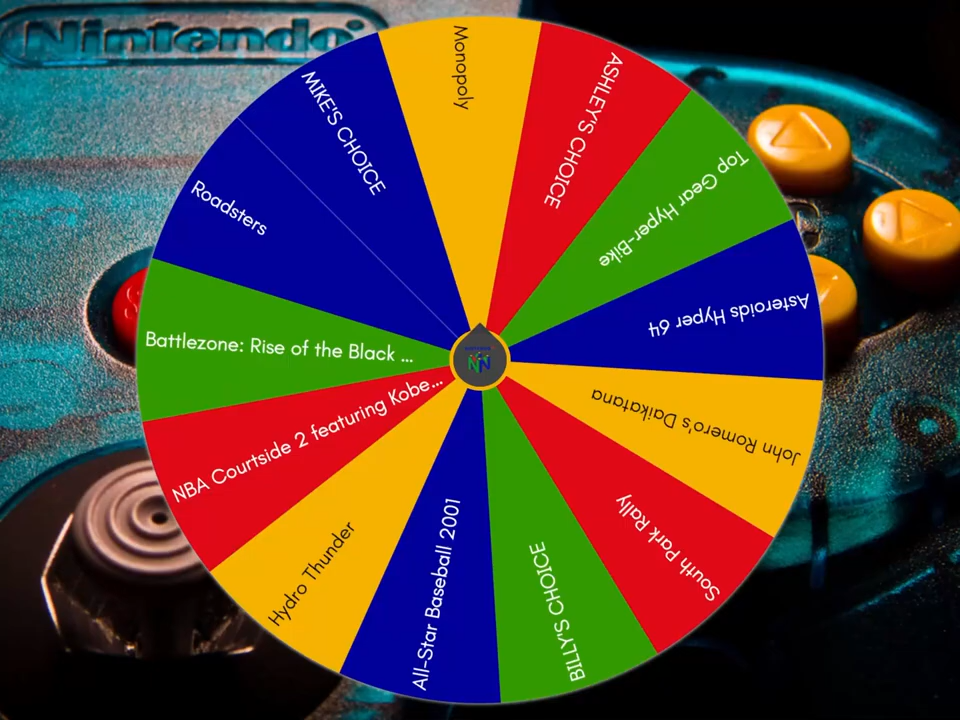 Nintendo
Monopoly
ASHLEY'S CHOICE
Top Gear Hyper-Bike
Asteroids Hyper 64
John Romero's Daikatana
South Park Rally
BILLY'S CHOICE
All-Star Baseball 2001
Hydro Thunder
NBA Courtside 2 featuring Kobe...
Battlezone: Rise of the Black ...
Roadsters
MIKE'S CHOICE